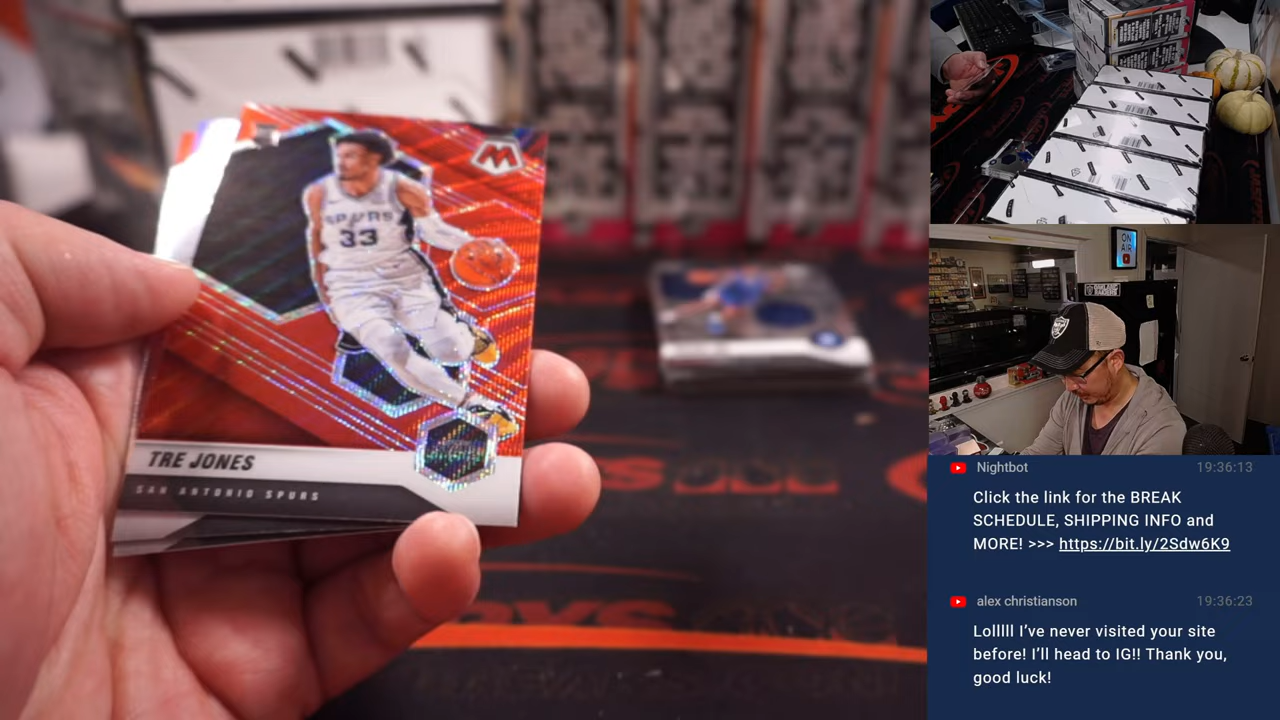 M
SPURS
33
TRE JONES
SAN ANTONIO SPURS
ON
AIR
Nightbot
19:36:13
Click the link for the BREAK
SCHEDULE, SHIPPING INFO and
MORE! >>> https://bit.ly/2Sdw6K9
alex christianson
19:36:23
Lolllll I've never visited your site
before! I'll head to IG!! Thank you,
good luck!